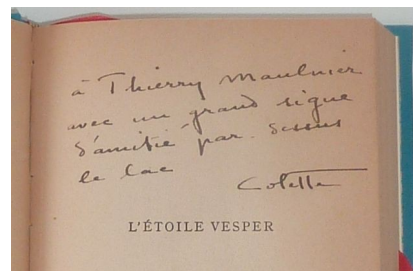 à Thierry Maulnier
avec un grand signe
d'amitié par-dessus
le lac
Colette
L'ÉTOILE VESPER